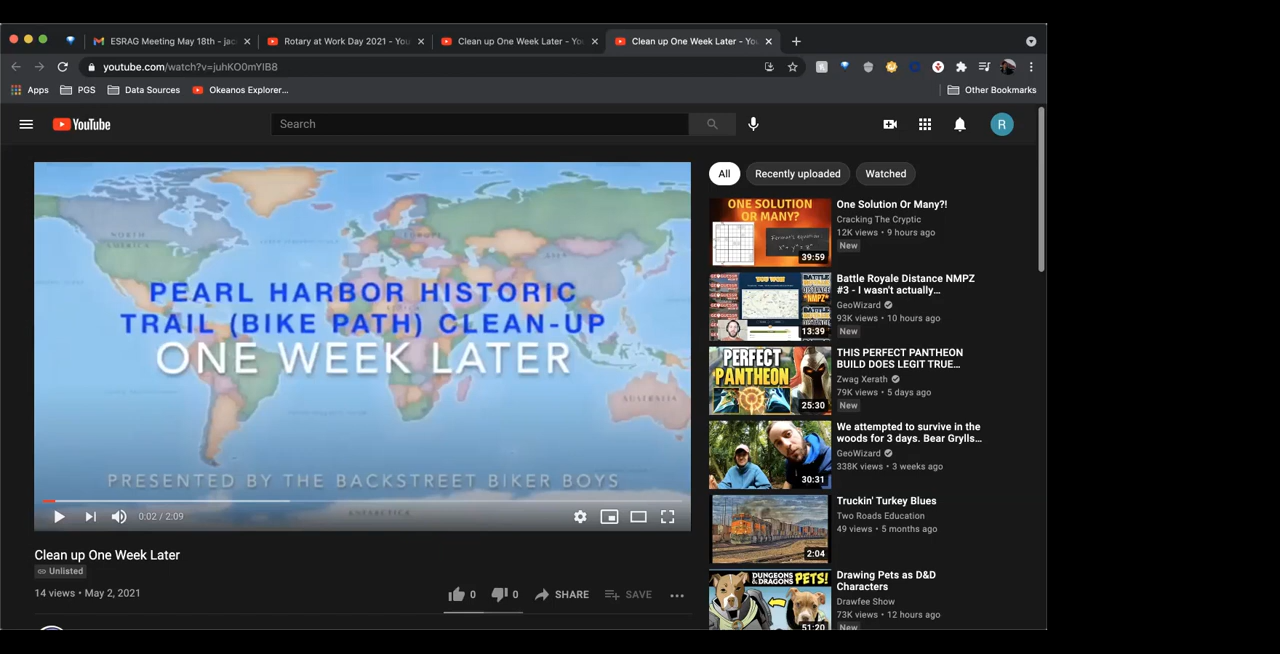 ESRAG Meeting May 18th - jac
Rotary at Work Day 2021 - You
Clean up One Week Later - Yo
Clean up One Week Later - Yo
youtube.com/watch?v=juhKO0mYIB8
Apps
PGS
Data Sources
Okeanos Explorer...
Other Bookmarks
YouTube
Search
R
NORTH
AMERICA
EUROPE
ASIA
AUSTRALIA
PEARL HARBOR HISTORIC
TRAIL (BIKE PATH) CLEAN-UP
ONE WEEK LATER
PRESENTED BY THE BACKSTREET BIKER BOYS
ANTARCTICA
0:02 / 2:09
Clean up One Week Later
Unlisted
14 views • May 2, 2021
0
0
SHARE
SAVE
All
Recently uploaded
Watched
ONE SOLUTION
OR MANY?
39:59
One Solution Or Many?!
Cracking The Cryptic
12K views • 9 hours ago
New
BATTLE
ROYALE
DISTANCE
*NMPZ*
13:39
Battle Royale Distance NMPZ
#3 - I wasn't actually...
GeoWizard
93K views • 10 hours ago
New
PERFECT
PANTHEON
25:30
THIS PERFECT PANTHEON
BUILD DOES LEGIT TRUE...
Zwag Xerath
79K views • 5 days ago
New
30:31
We attempted to survive in the
woods for 3 days. Bear Grylls...
GeoWizard
338K views • 3 weeks ago
2:04
Truckin' Turkey Blues
Two Roads Education
49 views • 5 months ago
DUNGEONS
& DRAGONS
PETS!
51:20
Drawing Pets as D&D
Characters
Drawfee Show
73K views • 12 hours ago
New